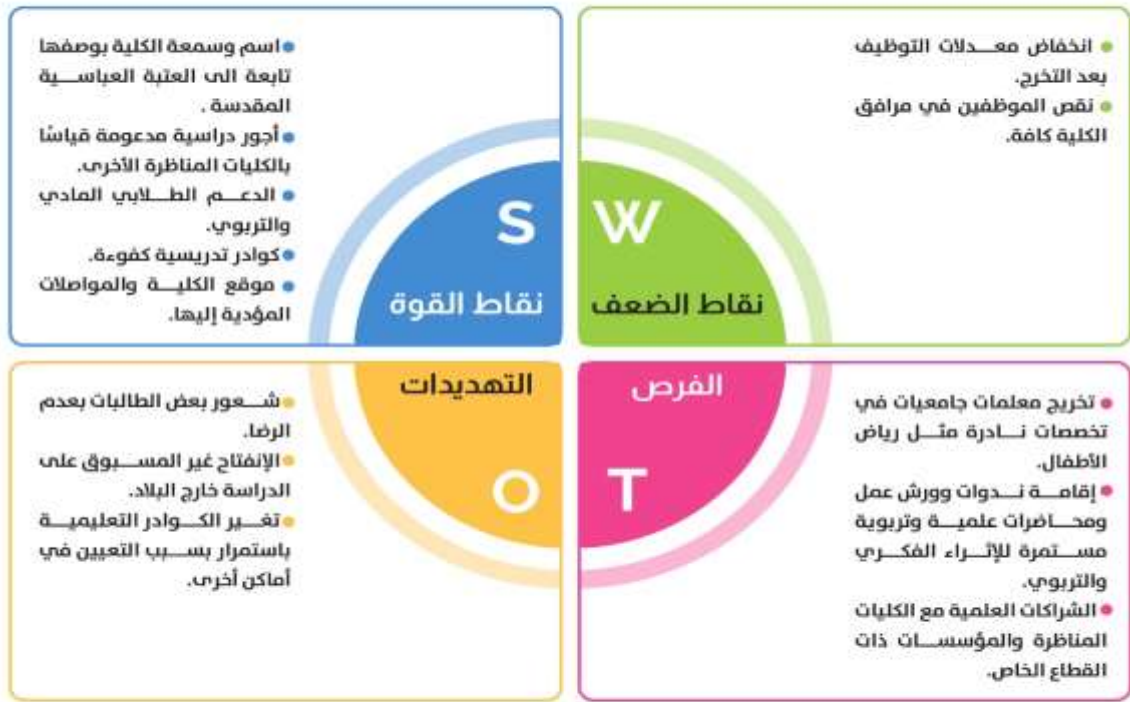 اسم وسمعة الكلية بوصفها
تابعة الى العتبة العباسية
المقدسة .
أجور دراسية مدعومة قياسًا
بالكليات المناظرة الأخرى.
الدعم الطلابي المادي
والتربوي.
كوادر تدريسية كفوءة.
موقع الكلية والمواصلات
المؤدية إليها.
S
نقاط القوة
انخفاض معدلات التوظيف
بعد التخرج.
نقص الموظفين في مرافق
الكلية كافة.
W
نقاط الضعف
التهديدات
O
شعور بعض الطالبات بعدم
الرضا.
الإنفتاح غير المسبوق على
الدراسة خارج البلاد.
تغير الكوادر التعليمية
باستمرار بسبب التعيين في
أماكن أخرى.
الفرص
T
تخريج معلمات جامعيات في
تخصصات نادرة مثل رياض
الأطفال.
إقامة ندوات وورش عمل
ومحاضرات علمية وتربوية
مستمرة للإثراء الفكري
والتربوي.
الشراكات العلمية مع الكليات
المناظرة والمؤسسات ذات
القطاع الخاص.